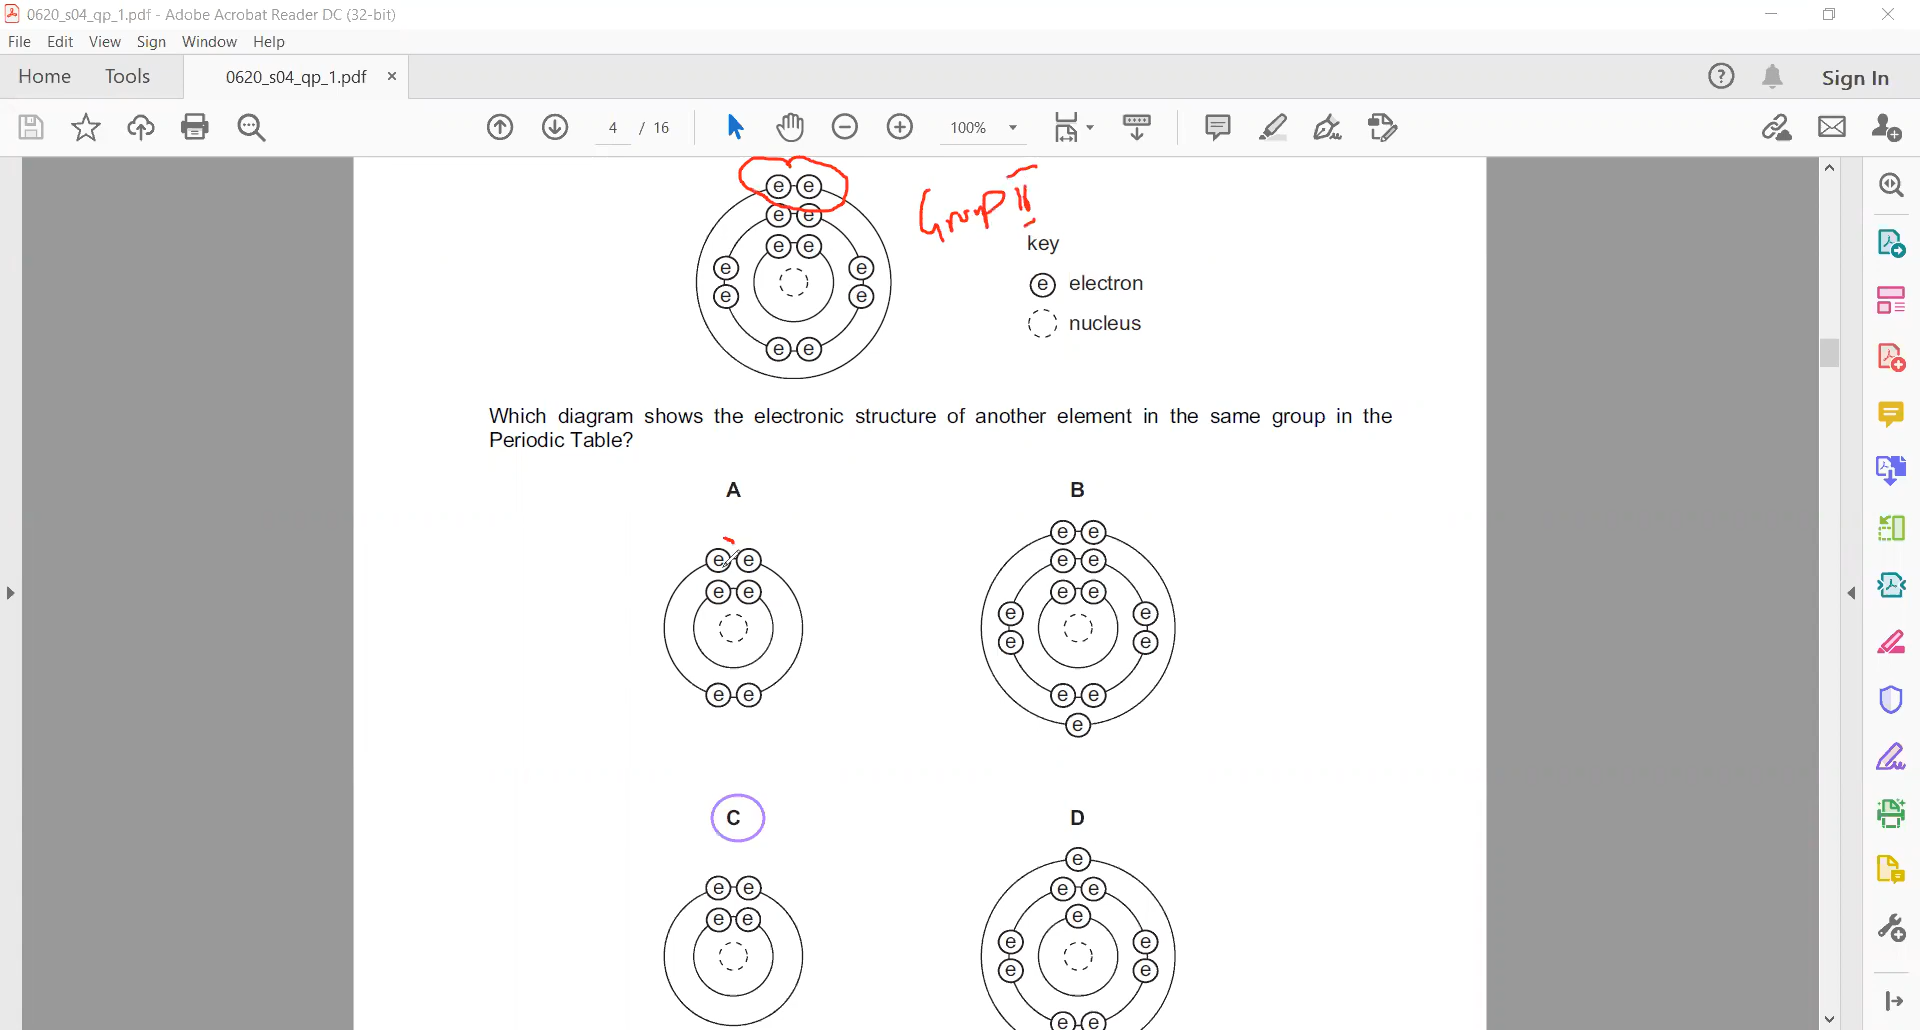 0620_s04_qp_1.pdf - Adobe Acrobat Reader DC (32-bit)
File Edit View Sign Window Help
Home Tools 0620_s04_qp_1.pdf × Sign In
4 / 16 100%
e e
Group II
e e
key
e e
e e
e electron
e e
nucleus
e e
Which diagram shows the electronic structure of another element in the same group in the
Periodic Table?
A B
e e
e e e e
e e e e
e e
e e
e e e e
e
C D
e
e e e e
e e e
e e
e e
e e